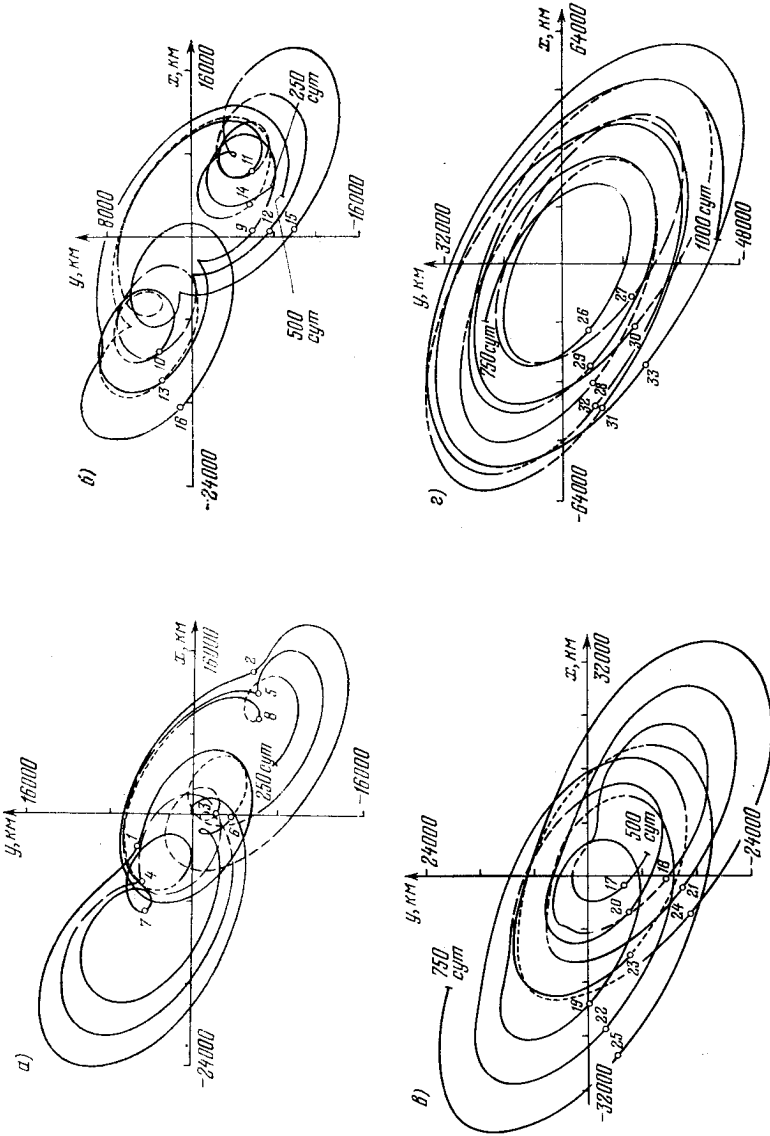 а)
y, км
16000
x, км
16000
1
2
3
4
5
6
7
8
250 сут
-24000
-16000
б)
y, км
8000
x, км
16000
9
10
11
12
13
14
15
16
250
сут
500
сут
-24000
-16000
в)
y, км
24000
x, км
32000
750
сут
500
сут
17
18
19
20
21
22
23
24
25
-32000
-24000
г)
y, км
32000
x, км
64000
750 сут
1000 сут
26
27
28
29
30
31
32
33
-64000
-48000